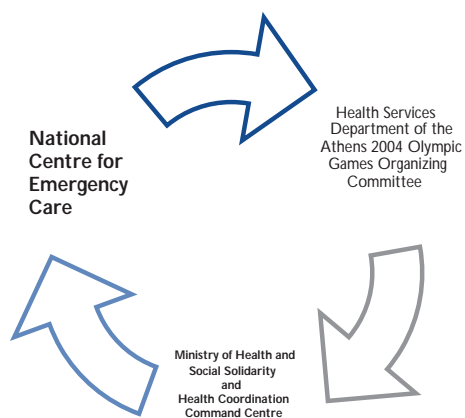 National
Centre for
Emergency
Care
Health Services
Department of the
Athens 2004 Olympic
Games Organizing
Committee
Ministry of Health and
Social Solidarity
and
Health Coordination
Command Centre